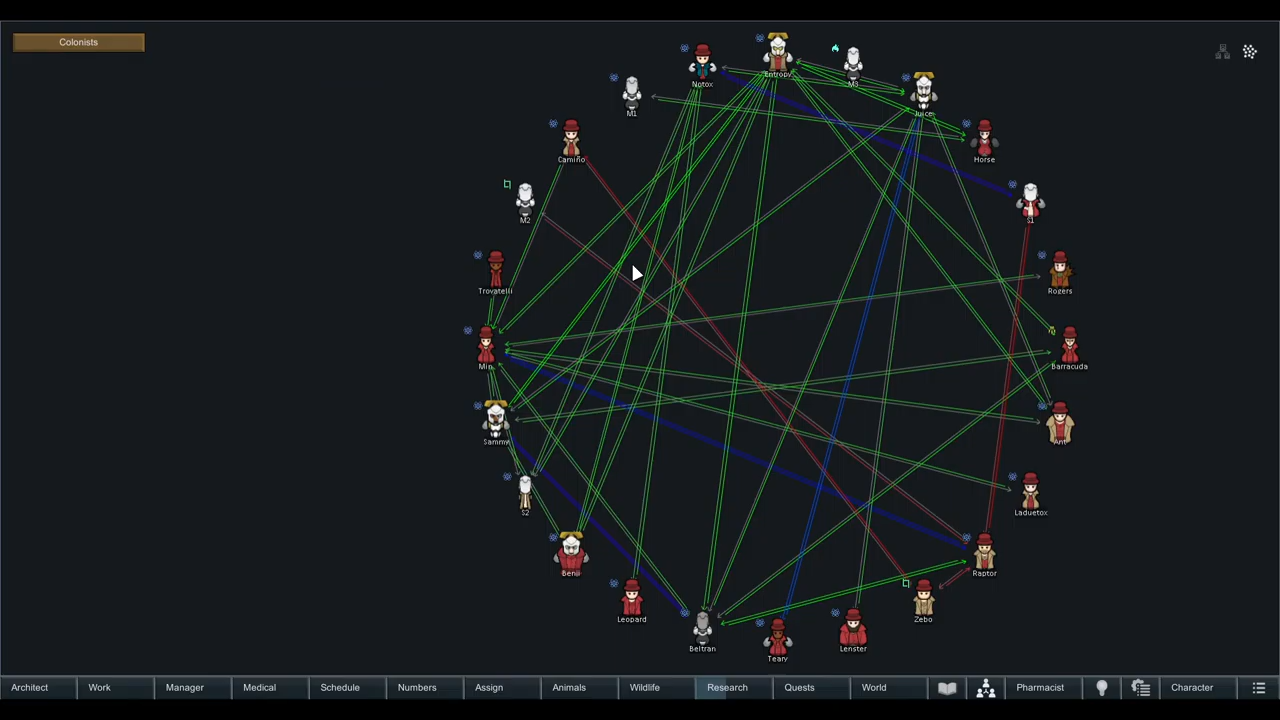 Colonists
Entropy
M3
Notox
M1
Juice
Camiño
Horse
M2
S1
Trovatelli
Rogers
Min
Barracuda
Sammy
Ant
S2
Laduetox
Benji
Raptor
Leopard
Zebo
Beltran
Teary
Lenster
Architect Work Manager Medical Schedule Numbers Assign Animals Wildlife Research Quests World Pharmacist Character